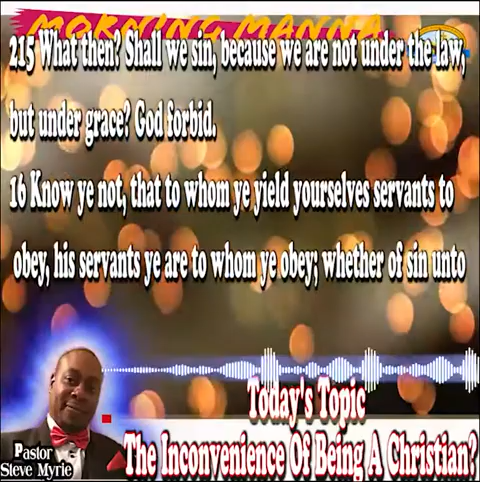 MORNING MANNA
215 What then? Shall we sin, because we are not under the law,
but under grace? God forbid.
16 Know ye not, that to whom ye yield yourselves servants to
obey, his servants ye are to whom ye obey; whether of sin unto
Today's Topic
The Inconvenience Of Being A Christian?
Pastor
Steve Myrie